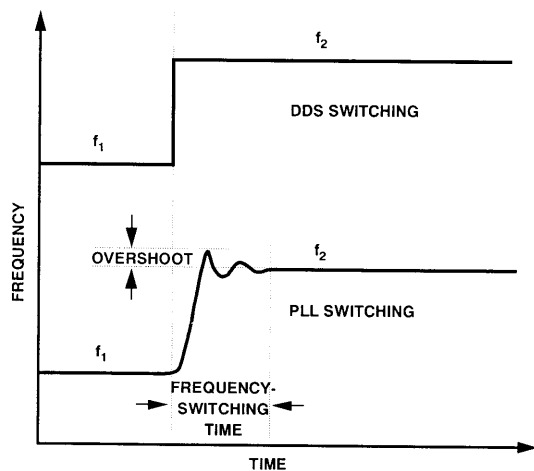 f2
DDS SWITCHING
f1
FREQUENCY
OVERSHOOT
f2
PLL SWITCHING
f1
FREQUENCY-
SWITCHING
TIME
TIME